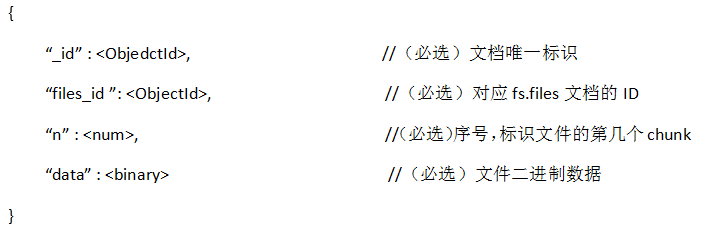 {
“_id” : <ObjedctId>, //（必选）文档唯一标识
“files_id ”: <ObjectId>, //（必选）对应 fs.files 文档的 ID
“n” : <num>, //（必选）序号，标识文件的第几个 chunk
“data” : <binary> //（必选）文件二进制数据
}